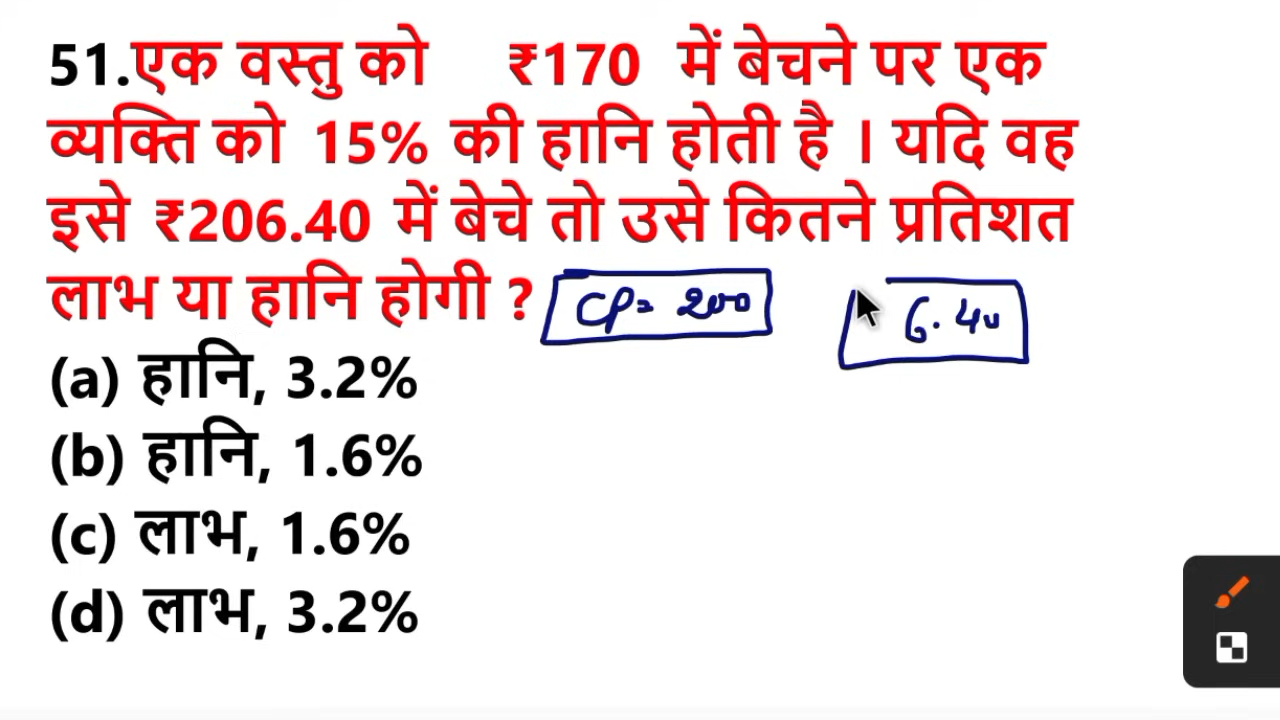 51.एक वस्तु को ₹170 में बेचने पर एक
व्यक्ति को 15% की हानि होती है । यदि वह
इसे ₹206.40 में बेचे तो उसे कितने प्रतिशत
लाभ या हानि होगी ? CP= 200 6.40
(a) हानि, 3.2%
(b) हानि, 1.6%
(c) लाभ, 1.6%
(d) लाभ, 3.2%